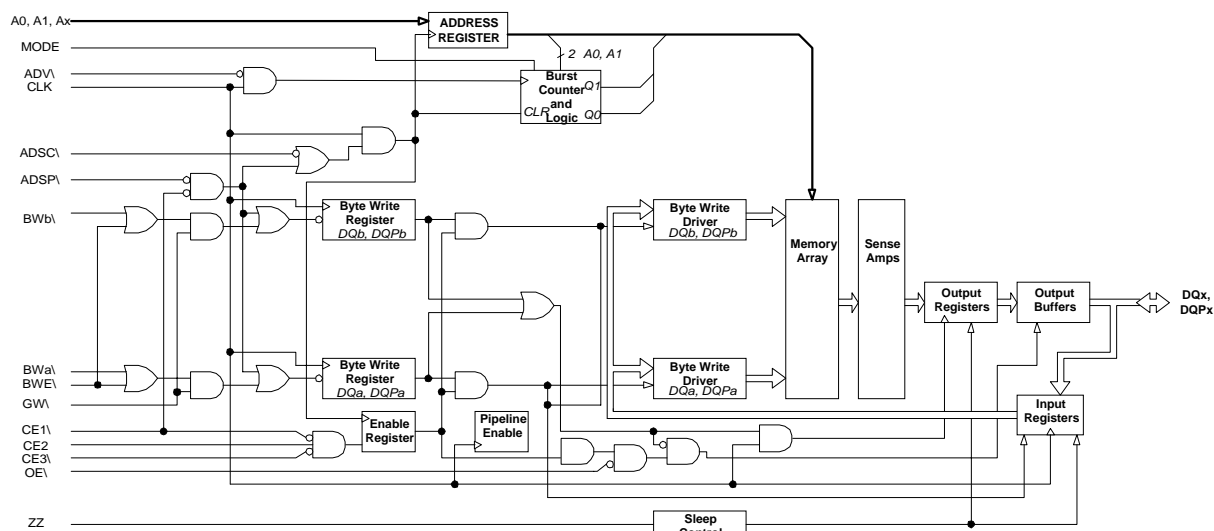 A0, A1, Ax
ADDRESS
REGISTER
MODE
2 A0, A1
ADV\
CLK
Burst
Counter
and
Logic
Q1
CLR
Q0
ADSC\
ADSP\
BWb\
Byte Write
Register
DQb, DQPb
Byte Write
Driver
DQb, DQPb
Memory
Array
Sense
Amps
Output
Registers
Output
Buffers
DQx,
DQPx
BWa\
BWE\
GW\
Byte Write
Register
DQa, DQPa
Byte Write
Driver
DQa, DQPa
Input
Registers
CE1\
CE2
CE3\
OE\
Enable
Register
Pipeline
Enable
ZZ
Sleep
Control